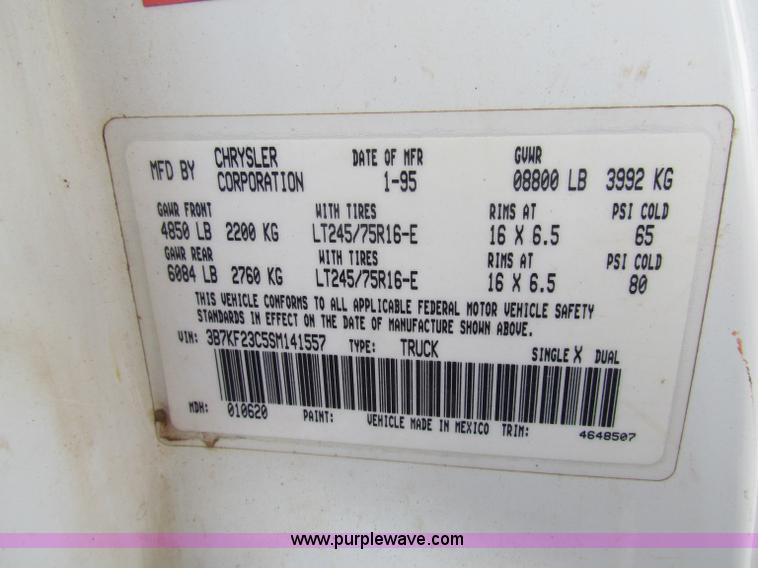 MFD BY CHRYSLER CORPORATION DATE OF MFR 1-95 GVWR 08800 LB 3992 KG
GAWR FRONT WITH TIRES RIMS AT PSI COLD
4850 LB 2200 KG LT245/75R16-E 16 X 6.5 65
GAWR REAR WITH TIRES RIMS AT PSI COLD
6084 LB 2760 KG LT245/75R16-E 16 X 6.5 80
THIS VEHICLE CONFORMS TO ALL APPLICABLE FEDERAL MOTOR VEHICLE SAFETY
STANDARDS IN EFFECT ON THE DATE OF MANUFACTURE SHOWN ABOVE.
VIN: 3B7KF23C5SM141557 TYPE: TRUCK SINGLE X DUAL
MDH: 010620 PAINT: VEHICLE MADE IN MEXICO TRIM: 4648507
www.purplewave.com